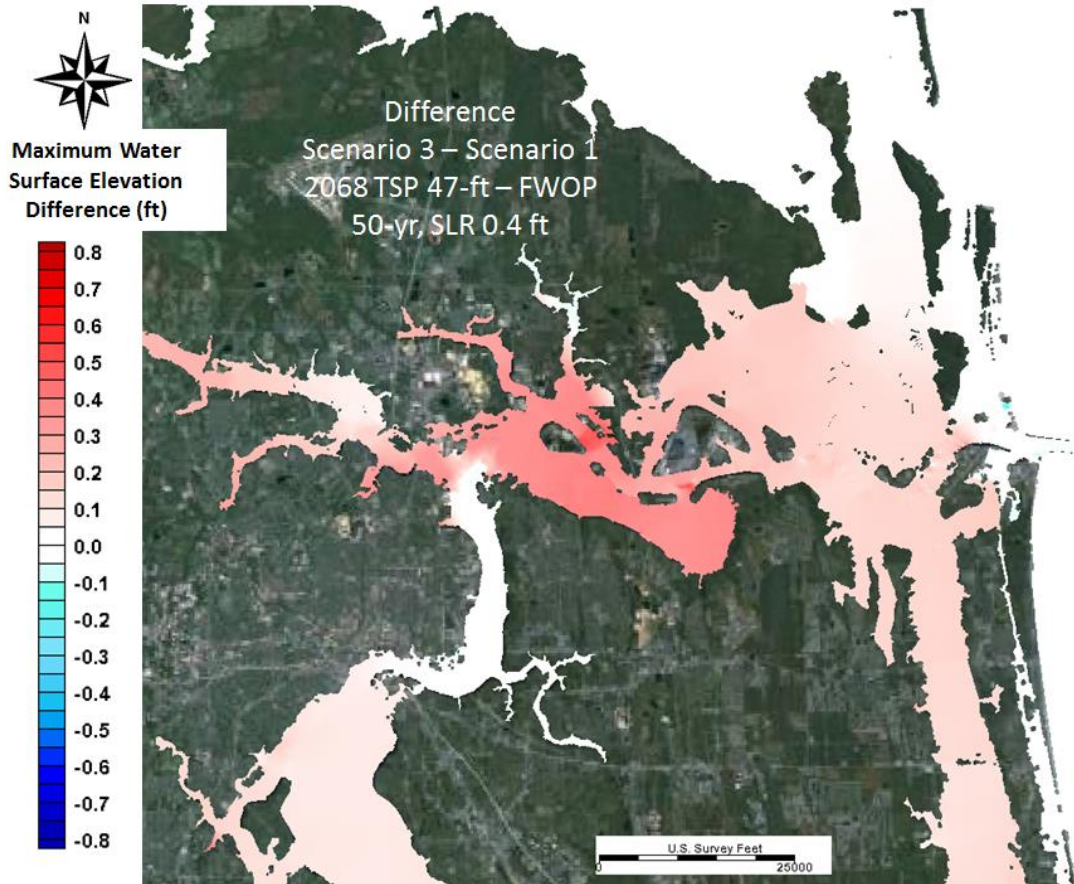 N
Maximum Water
Surface Elevation
Difference (ft)
Difference
Scenario 3 – Scenario 1
2068 TSP 47-ft – FWOP
50-yr, SLR 0.4 ft
0.8
0.7
0.6
0.5
0.4
0.3
0.2
0.1
0.0
-0.1
-0.2
-0.3
-0.4
-0.5
-0.6
-0.7
-0.8
U.S. Survey Feet
0 25000